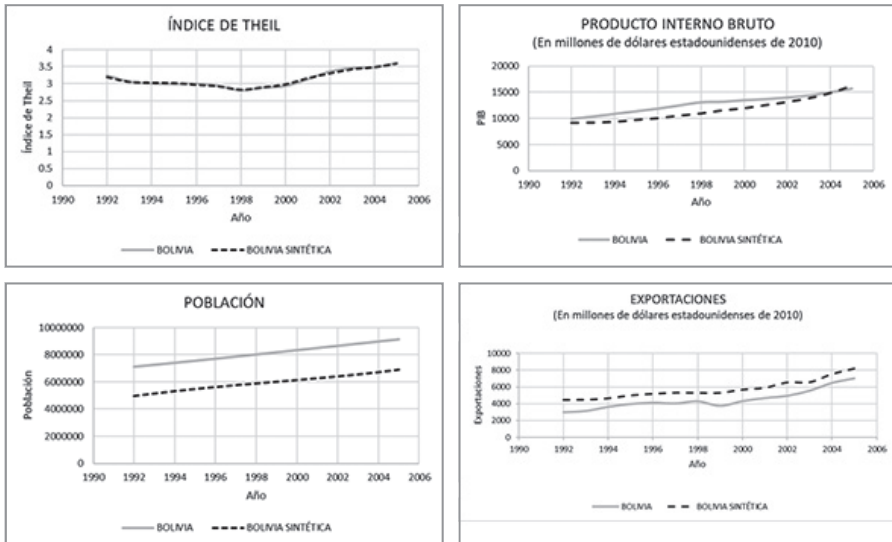 ÍNDICE DE THEIL
Índice de Theil
4
3.5
3
2.5
2
1.5
1
0.5
0
1990 1992 1994 1996 1998 2000 2002 2004 2006
Año
BOLIVIA BOLIVIA SINTÉTICA
PRODUCTO INTERNO BRUTO
(En millones de dólares estadounidenses de 2010)
PIB
20000
15000
10000
5000
0
1990 1992 1994 1996 1998 2000 2002 2004 2006
Año
BOLIVIA BOLIVIA SINTÉTICA
POBLACIÓN
Población
10000000
8000000
6000000
4000000
2000000
0
1990 1992 1994 1996 1998 2000 2002 2004 2006
Año
BOLIVIA BOLIVIA SINTÉTICA
EXPORTACIONES
(En millones de dólares estadounidenses de 2010)
Exportaciones
10000
8000
6000
4000
2000
0
1990 1992 1994 1996 1998 2000 2002 2004 2006
Año
BOLIVIA BOLIVIA SINTÉTICA